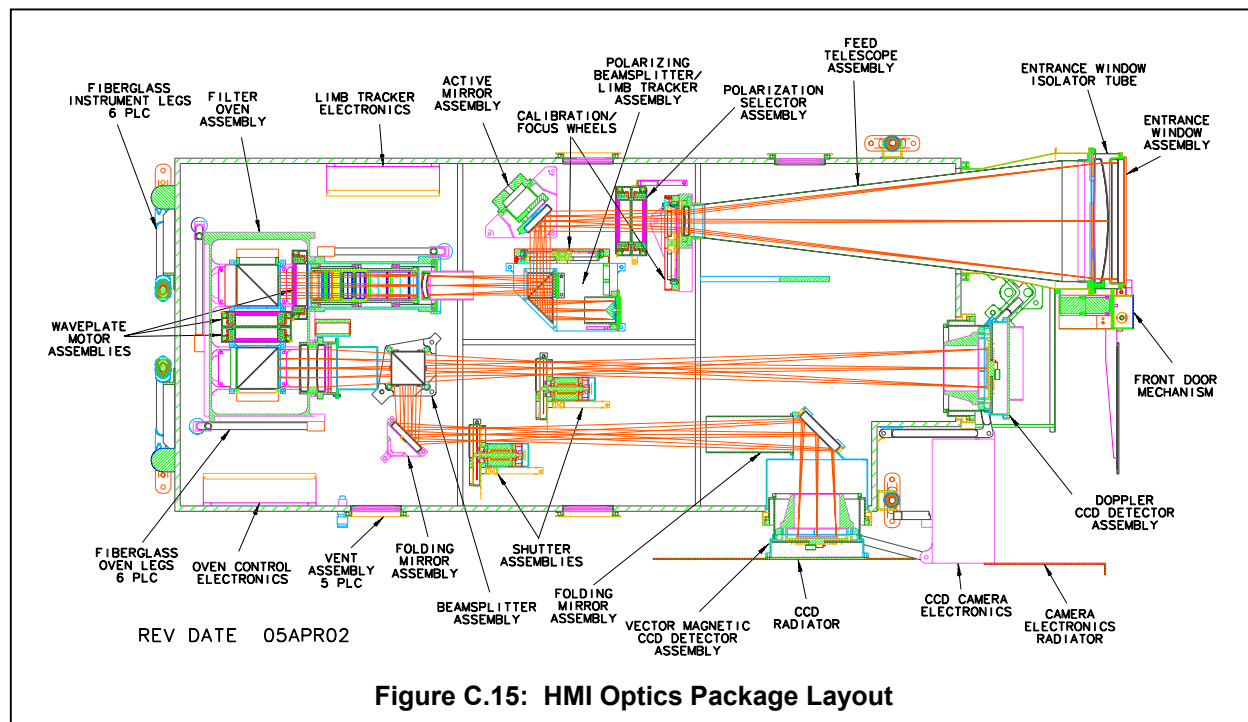 FEED
TELESCOPE
ASSEMBLY
POLARIZING
BEAMSPLITTER/
LIMB TRACKER
ASSEMBLY
ENTRANCE WINDOW
ISOLATOR TUBE
ACTIVE
MIRROR
ASSEMBLY
FIBERGLASS
INSTRUMENT LEGS
6 PLC
FILTER
OVEN
ASSEMBLY
LIMB TRACKER
ELECTRONICS
POLARIZATION
SELECTOR
ASSEMBLY
CALIBRATION/
FOCUS WHEELS
ENTRANCE
WINDOW
ASSEMBLY
WAVEPLATE
MOTOR
ASSEMBLIES
FRONT DOOR
MECHANISM
DOPPLER
CCD DETECTOR
ASSEMBLY
FIBERGLASS
OVEN LEGS
6 PLC
OVEN CONTROL
ELECTRONICS
VENT
ASSEMBLY
5 PLC
FOLDING
MIRROR
ASSEMBLY
SHUTTER
ASSEMBLIES
BEAMSPLITTER
ASSEMBLY
FOLDING
MIRROR
ASSEMBLY
VECTOR MAGNETIC
CCD DETECTOR
ASSEMBLY
CCD
RADIATOR
CCD CAMERA
ELECTRONICS
CAMERA
ELECTRONICS
RADIATOR
REV DATE 05APR02
Figure C.15: HMI Optics Package Layout